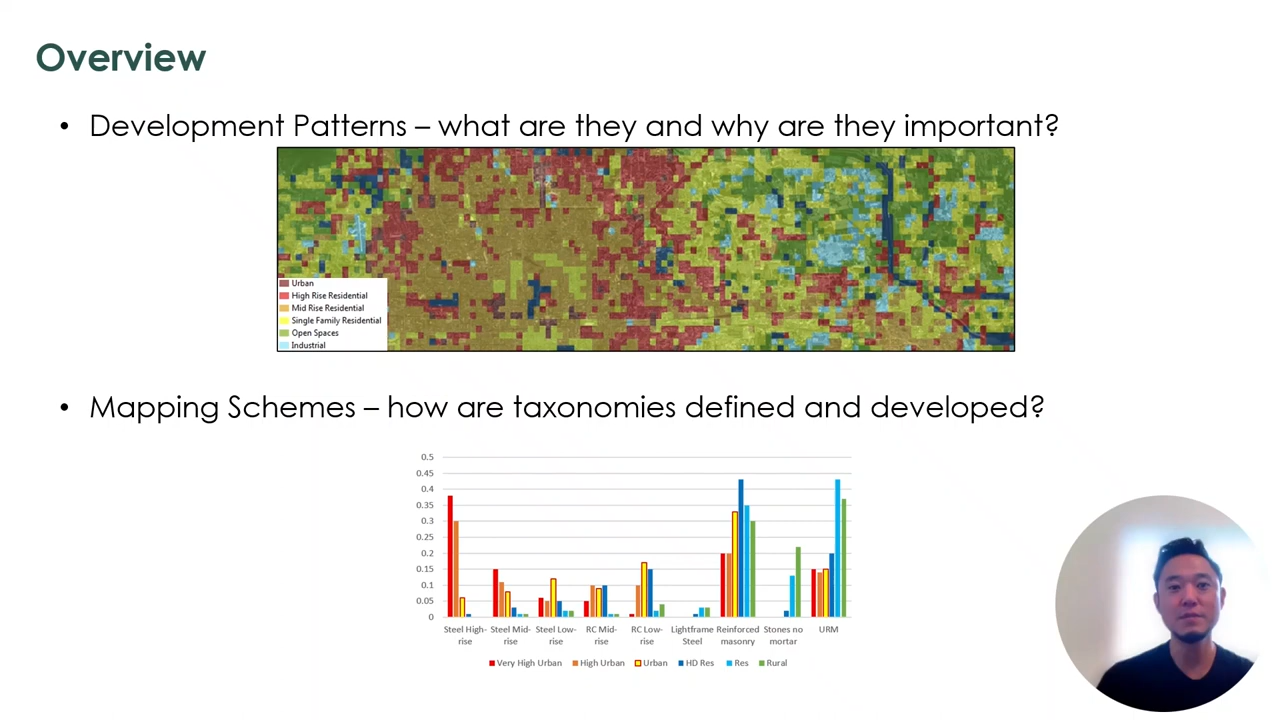 Overview
• Development Patterns – what are they and why are they important?
Urban
High Rise Residential
Mid Rise Residential
Single Family Residential
Open Spaces
Industrial
• Mapping Schemes – how are taxonomies defined and developed?
0.5
0.45
0.4
0.35
0.3
0.25
0.2
0.15
0.1
0.05
0
Steel High-rise
Steel Mid-rise
Steel Low-rise
RC Mid-rise
RC Low-rise
Lightframe Steel
Reinforced masonry
Stones no mortar
URM
Very High Urban
High Urban
Urban
HD Res
Res
Rural